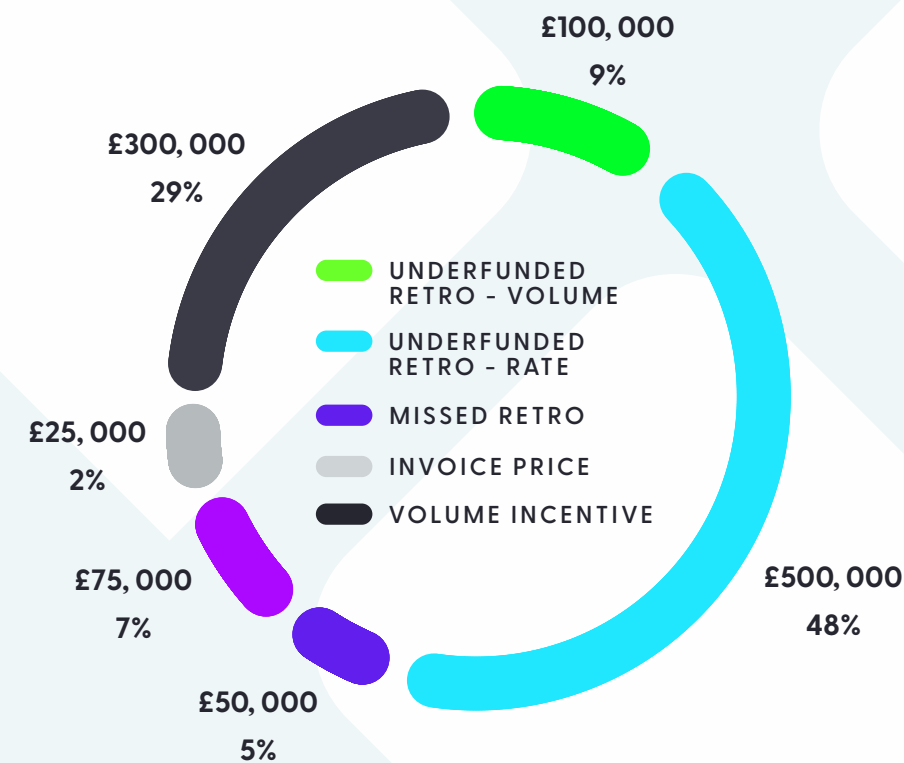 £100, 000
9%
£300, 000
29%
UNDERFUNDED
RETRO - VOLUME
UNDERFUNDED
RETRO - RATE
MISSED RETRO
INVOICE PRICE
VOLUME INCENTIVE
£25, 000
2%
£75, 000
7%
£500, 000
48%
£50, 000
5%